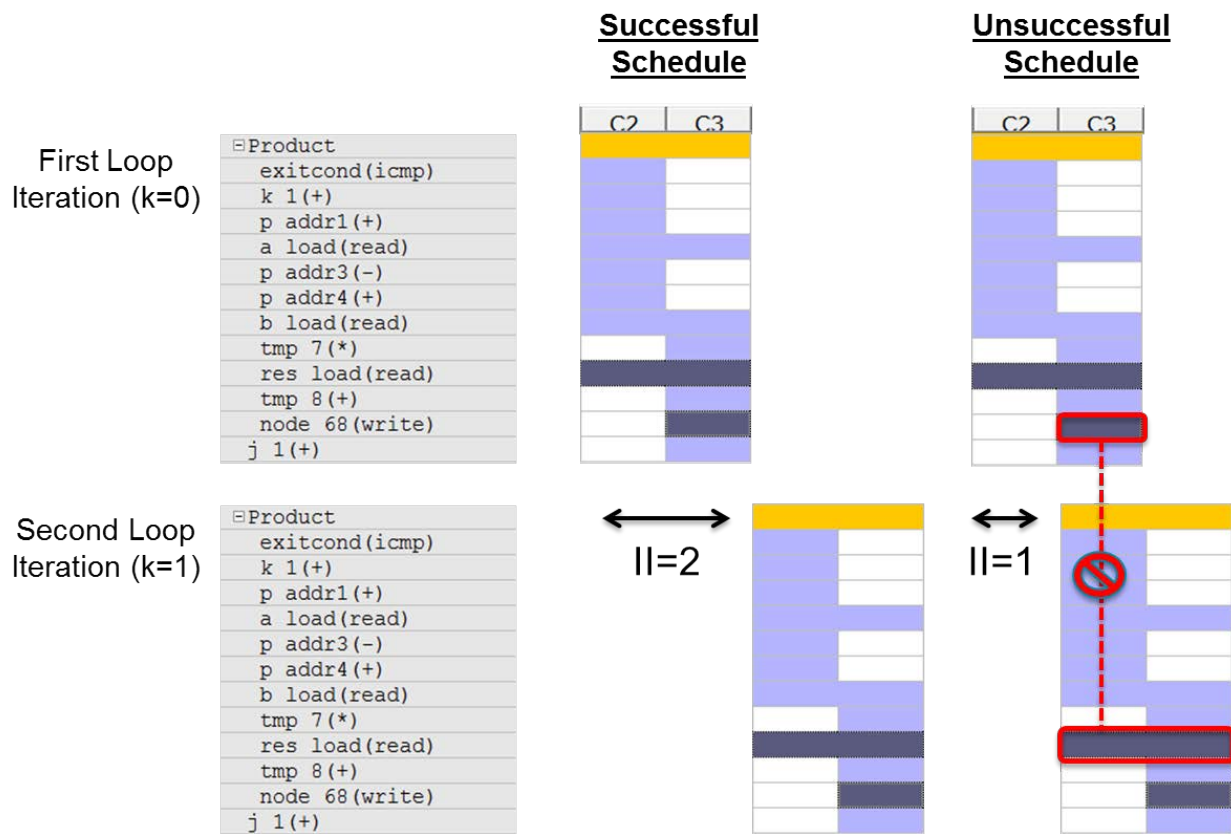 Successful
Schedule
Unsuccessful
Schedule
C2 C3
C2 C3
First Loop
Iteration (k=0)
⊟Product
exitcond(icmp)
k 1(+)
p addr1(+)
a load(read)
p addr3(-)
p addr4(+)
b load(read)
tmp 7(*)
res load(read)
tmp 8(+)
node 68(write)
j 1(+)
Second Loop
Iteration (k=1)
⊟Product
exitcond(icmp)
k 1(+)
p addr1(+)
a load(read)
p addr3(-)
p addr4(+)
b load(read)
tmp 7(*)
res load(read)
tmp 8(+)
node 68(write)
j 1(+)
II=2
II=1